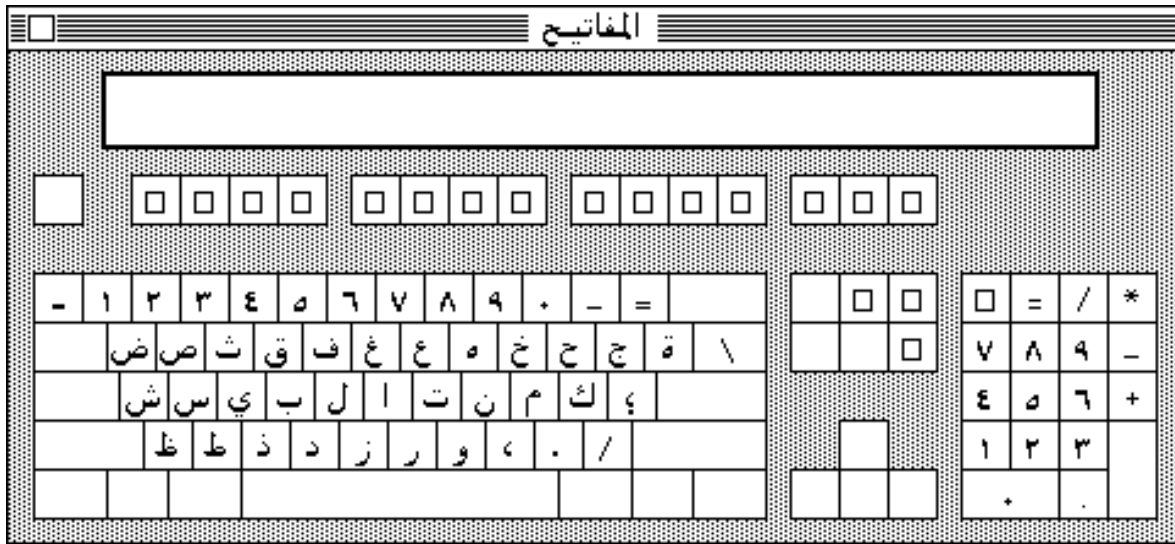 المفاتيح
- ١ ٢ ٣ ٤ ٥ ٦ ٧ ٨ ٩ ٠ _ = = / *
ض ص ث ق ف غ ع ه خ ح ج ة \ ٧ ٨ ٩ _
ش س ي ب ل ا ت ن م ك ؛ ٤ ٥ ٦ +
ظ ط ذ د ز ر و ، . / ١ ٢ ٣
٠ .